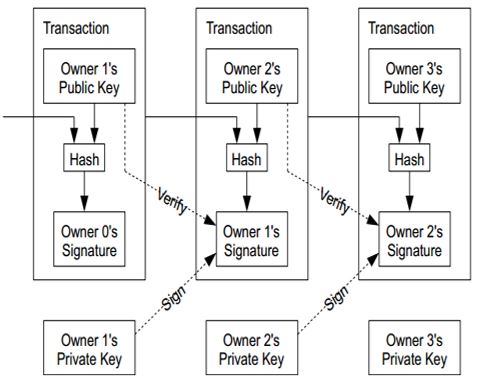 Transaction
Owner 1's
Public Key
Hash
Owner 0's
Signature
Transaction
Owner 2's
Public Key
Hash
Verify
Owner 1's
Signature
Transaction
Owner 3's
Public Key
Hash
Verify
Owner 2's
Signature
Sign
Sign
Owner 1's
Private Key
Owner 2's
Private Key
Owner 3's
Private Key